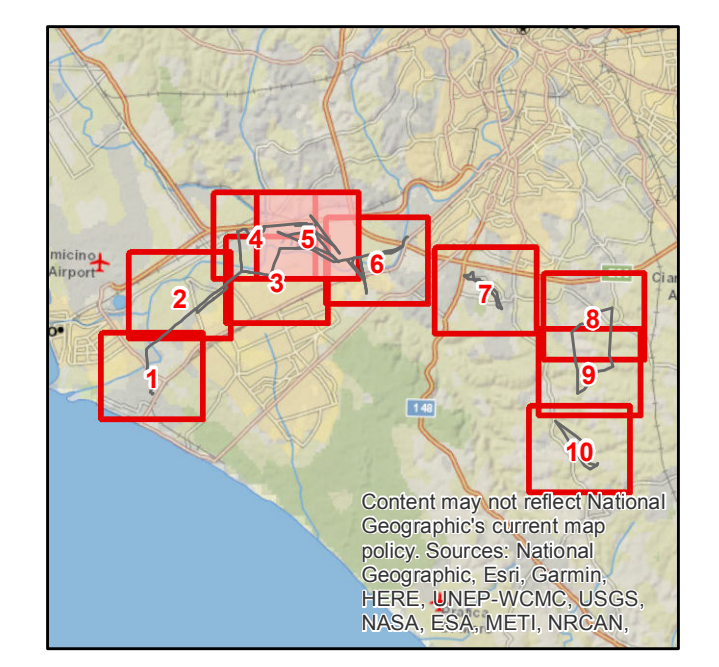 micino
Airport
4
5
6
3
2
7
Cian
A
8
1
9
148
10
Content may not reflect National
Geographic's current map
policy. Sources: National
Geographic, Esri, Garmin,
HERE, UNEP-WCMC, USGS,
NASA, ESA, METI, NRCAN,